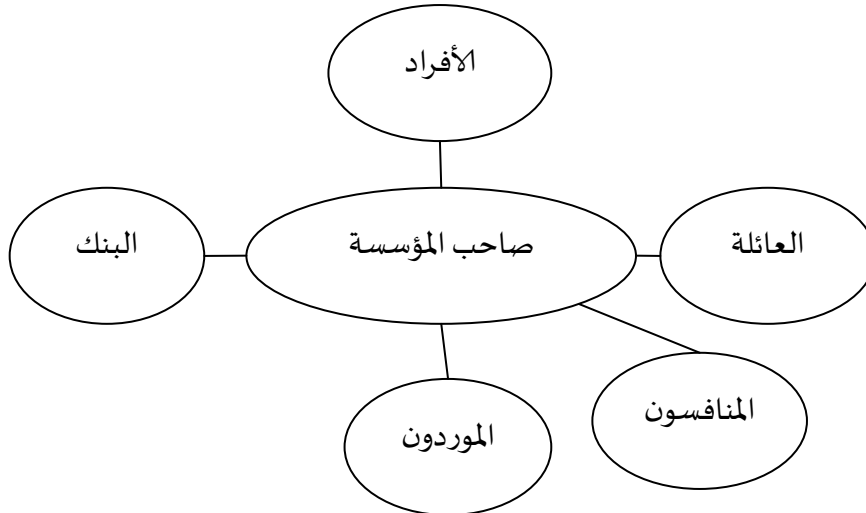 الأفراد
العائلة
صاحب المؤسسة
البنك
المنافسون
الموردون